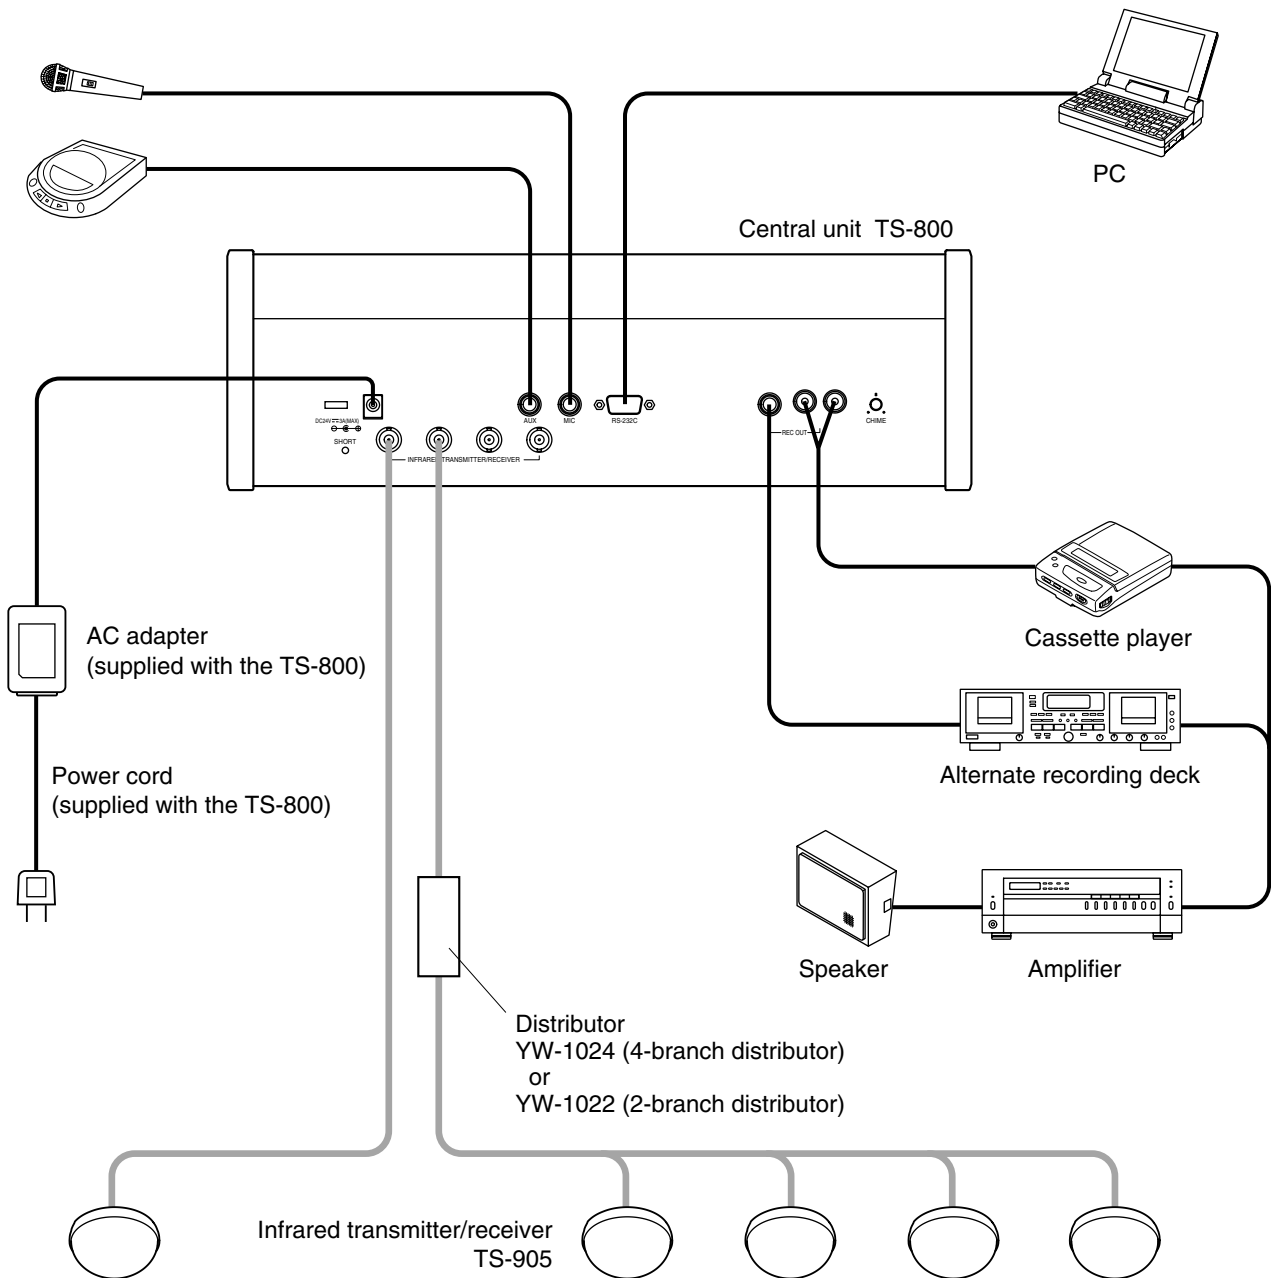 PC
Central unit TS-800
DC24V 3A(MAX)
SHORT
AUX
MIC
RS-232C
REC OUT
CHIME
INFRARED TRANSMITTER/RECEIVER
Cassette player
AC adapter
(supplied with the TS-800)
Alternate recording deck
Power cord
(supplied with the TS-800)
Speaker
Amplifier
Distributor
YW-1024 (4-branch distributor)
or
YW-1022 (2-branch distributor)
Infrared transmitter/receiver
TS-905